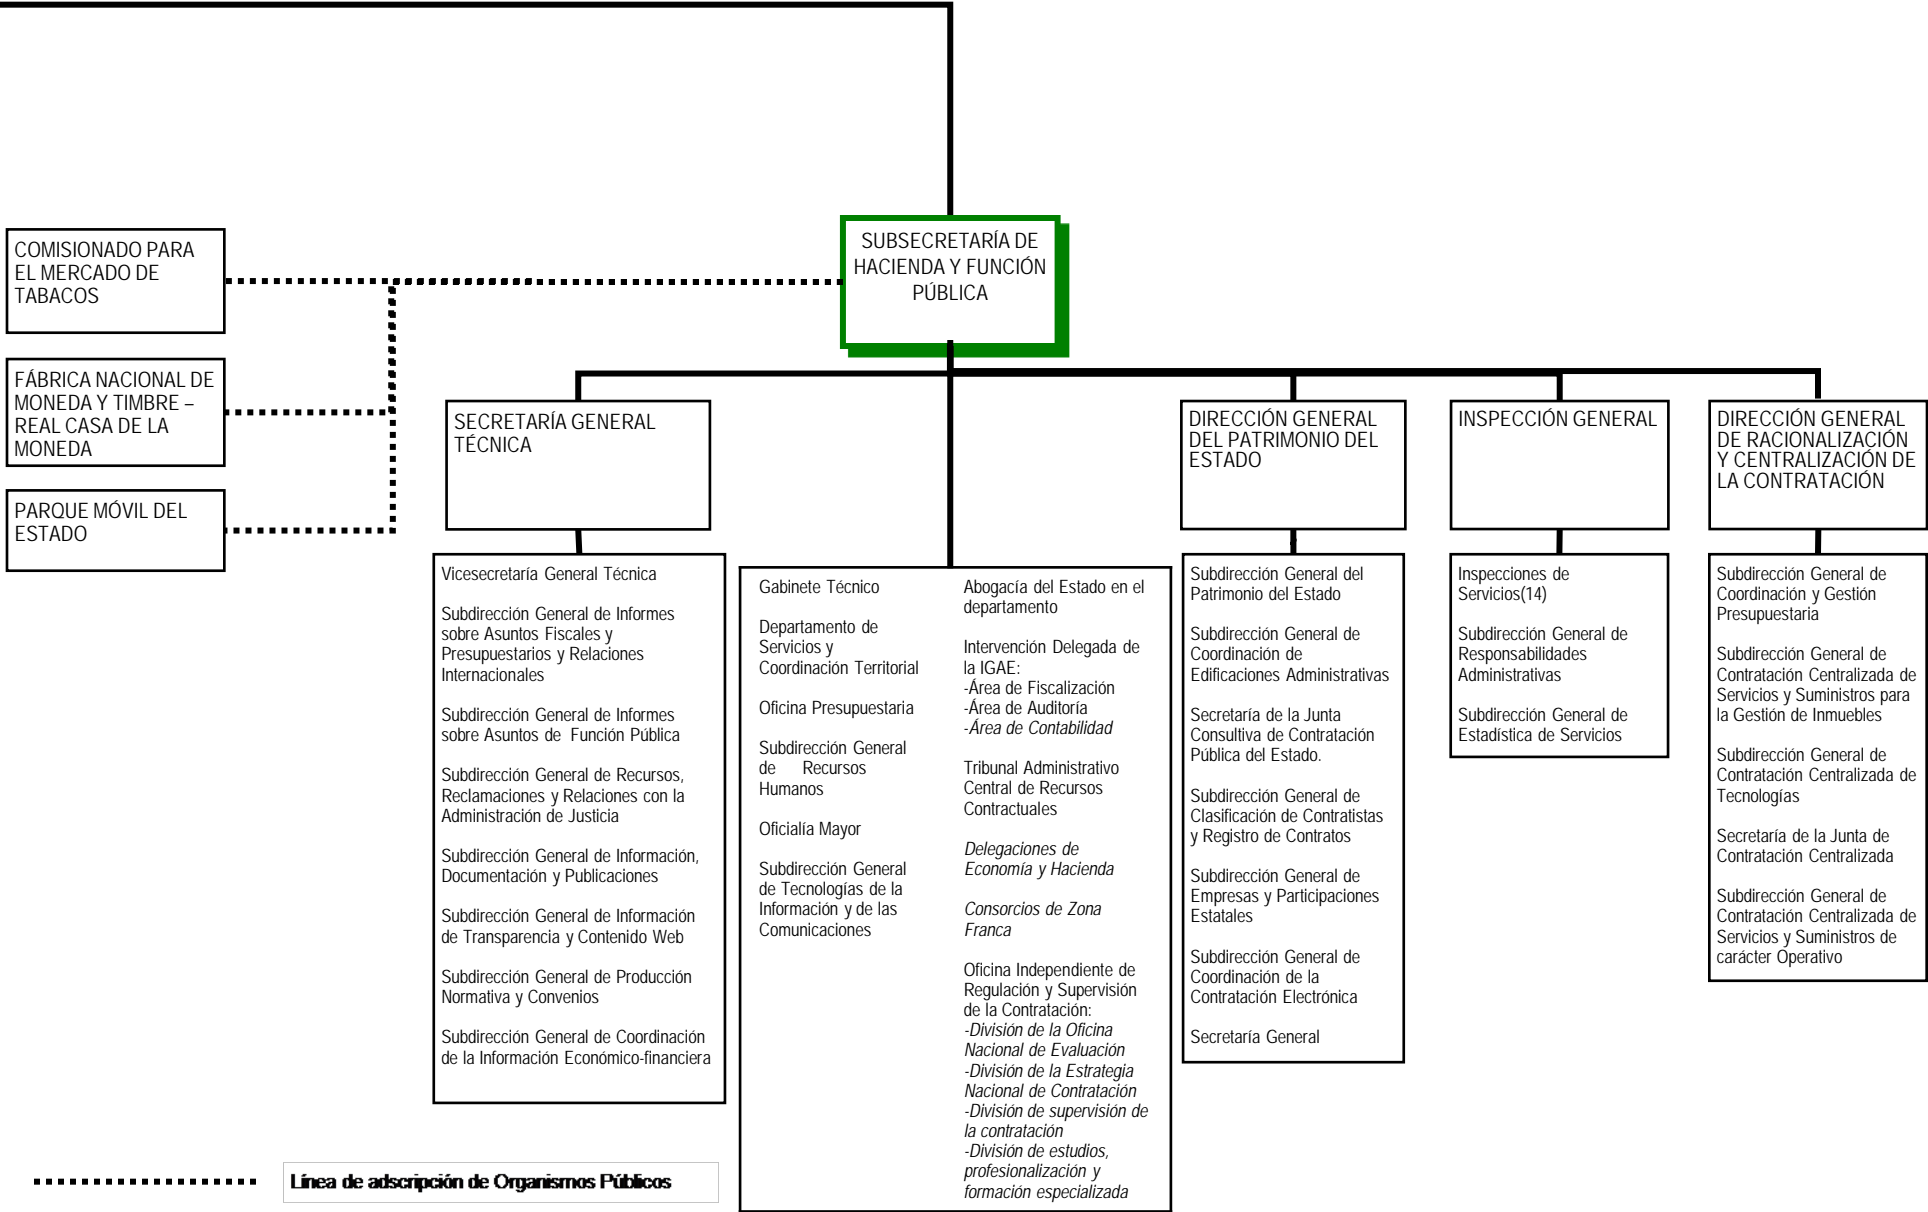 COMISIONADO PARA
EL MERCADO DE
TABACOS
FÁBRICA NACIONAL DE
MONEDA Y TIMBRE –
REAL CASA DE LA
MONEDA
PARQUE MÓVIL DEL
ESTADO
SUBSECRETARÍA DE
HACIENDA Y FUNCIÓN
PÚBLICA
SECRETARÍA GENERAL
TÉCNICA
Vicesecretaría General Técnica
Subdirección General de Informes
sobre Asuntos Fiscales y
Presupuestarios y Relaciones
Internacionales
Subdirección General de Informes
sobre Asuntos de Función Pública
Subdirección General de Recursos,
Reclamaciones y Relaciones con la
Administración de Justicia
Subdirección General de Información,
Documentación y Publicaciones
Subdirección General de Información
de Transparencia y Contenido Web
Subdirección General de Producción
Normativa y Convenios
Subdirección General de Coordinación
de la Información Económico-financiera
Gabinete Técnico
Departamento de
Servicios y
Coordinación Territorial
Oficina Presupuestaria
Subdirección General
de Recursos
Humanos
Oficialía Mayor
Subdirección General
de Tecnologías de la
Información y de las
Comunicaciones
Abogacía del Estado en el
departamento
Intervención Delegada de
la IGAE:
-Área de Fiscalización
-Área de Auditoría
-Área de Contabilidad
Tribunal Administrativo
Central de Recursos
Contractuales
Delegaciones de
Economía y Hacienda
Consorcios de Zona
Franca
Oficina Independiente de
Regulación y Supervisión
de la Contratación:
-División de la Oficina
Nacional de Evaluación
-División de la Estrategia
Nacional de Contratación
-División de supervisión de
la contratación
-División de estudios,
profesionalización y
formación especializada
DIRECCIÓN GENERAL
DEL PATRIMONIO DEL
ESTADO
Subdirección General del
Patrimonio del Estado
Subdirección General de
Coordinación de
Edificaciones Administrativas
Secretaría de la Junta
Consultiva de Contratación
Pública del Estado.
Subdirección General de
Clasificación de Contratistas
y Registro de Contratos
Subdirección General de
Empresas y Participaciones
Estatales
Subdirección General de
Coordinación de la
Contratación Electrónica
Secretaría General
INSPECCIÓN GENERAL
Inspecciones de
Servicios(14)
Subdirección General de
Responsabilidades
Administrativas
Subdirección General de
Estadística de Servicios
DIRECCIÓN GENERAL
DE RACIONALIZACIÓN
Y CENTRALIZACIÓN DE
LA CONTRATACIÓN
Subdirección General de
Coordinación y Gestión
Presupuestaria
Subdirección General de
Contratación Centralizada de
Servicios y Suministros para
la Gestión de Inmuebles
Subdirección General de
Contratación Centralizada de
Tecnologías
Secretaría de la Junta de
Contratación Centralizada
Subdirección General de
Contratación Centralizada de
Servicios y Suministros de
carácter Operativo
Línea de adscripción de Organismos Públicos